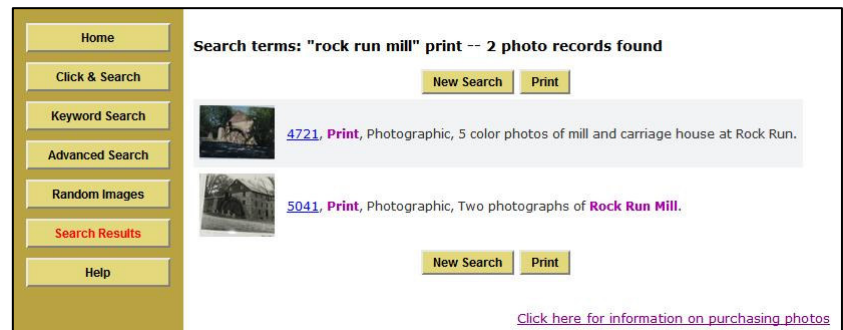 Home
Click & Search
Keyword Search
Advanced Search
Random Images
Search Results
Help
Search terms: "rock run mill" print -- 2 photo records found
New Search Print
4721, Print, Photographic, 5 color photos of mill and carriage house at Rock Run.
5041, Print, Photographic, Two photographs of Rock Run Mill.
New Search Print
Click here for information on purchasing photos